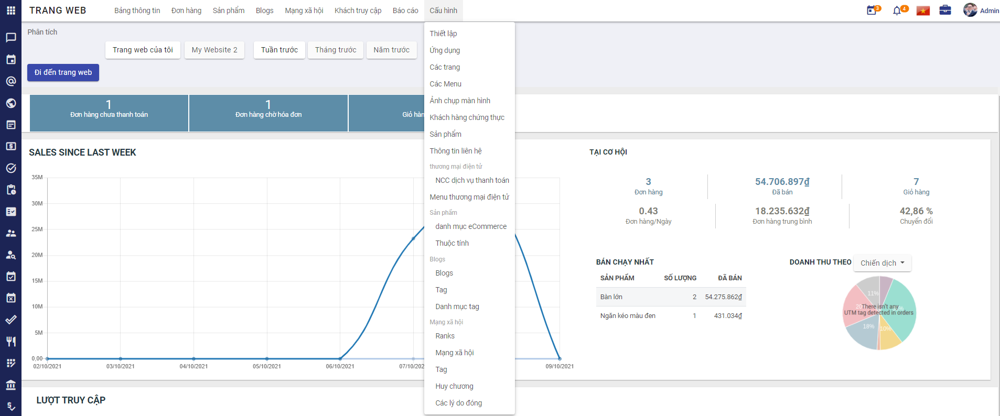 TRANG WEB
Bảng thông tin
Đơn hàng
Sản phẩm
Blogs
Mạng xã hội
Khách truy cập
Báo cáo
Cấu hình
3
4
Admin
Phân tích
Trang web của tôi
My Website 2
Tuần trước
Tháng trước
Năm trước
Đi đến trang web
Thiết lập
Ứng dụng
Các trang
Các Menu
Ảnh chụp màn hình
Khách hàng chứng thực
Sản phẩm
Thông tin liên hệ
thương mại điện tử
NCC dịch vụ thanh toán
Menu thương mại điện tử
Sản phẩm
danh mục eCommerce
Thuộc tính
Blogs
Blogs
Tag
Danh mục tag
Mạng xã hội
Ranks
Mạng xã hội
Tag
Huy chương
Các lý do đóng
1
Đơn hàng chưa thanh toán
1
Đơn hàng chờ hóa đơn
Giỏ hàn
SALES SINCE LAST WEEK
35M
30M
25M
20M
15M
10M
5M
0,00
02/10/2021
03/10/2021
04/10/2021
05/10/2021
06/10/2021
07/10/202
09/10/2021
TẠI CƠ HỘI
3
Đơn hàng
54.706.897₫
Đã bán
7
Giỏ hàng
0.43
Đơn hàng/Ngày
18.235.632₫
Đơn hàng trung bình
42,86 %
Chuyển đổi
BÁN CHẠY NHẤT
SẢN PHẨM SỐ LƯỢNG ĐÃ BÁN
Bàn lớn 2 54.275.862₫
Ngăn kéo màu đen 1 431.034₫
DOANH THU THEO
Chiến dịch
11%
There isn't any
UTM tag detected in orders
18%
10%
LƯỢT TRUY CẬP